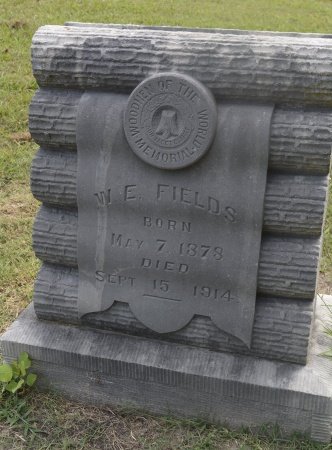 WOODMEN OF THE WORLD
MEMORIAL
W. E. FIELDS
BORN
MAY 7, 1878
DIED
SEPT. 15 1914